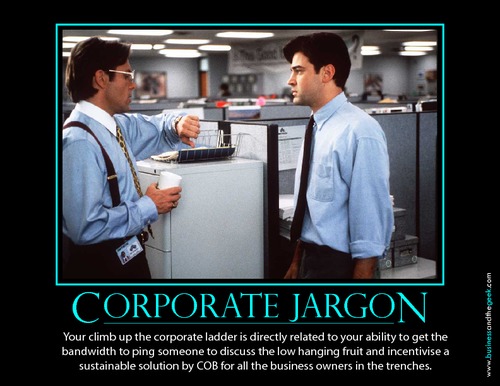 CORPORATE JARGON
Your climb up the corporate ladder is directly related to your ability to get the
bandwidth to ping someone to discuss the low hanging fruit and incentivise a
sustainable solution by COB for all the business owners in the trenches.
www.businessandthegeek.com